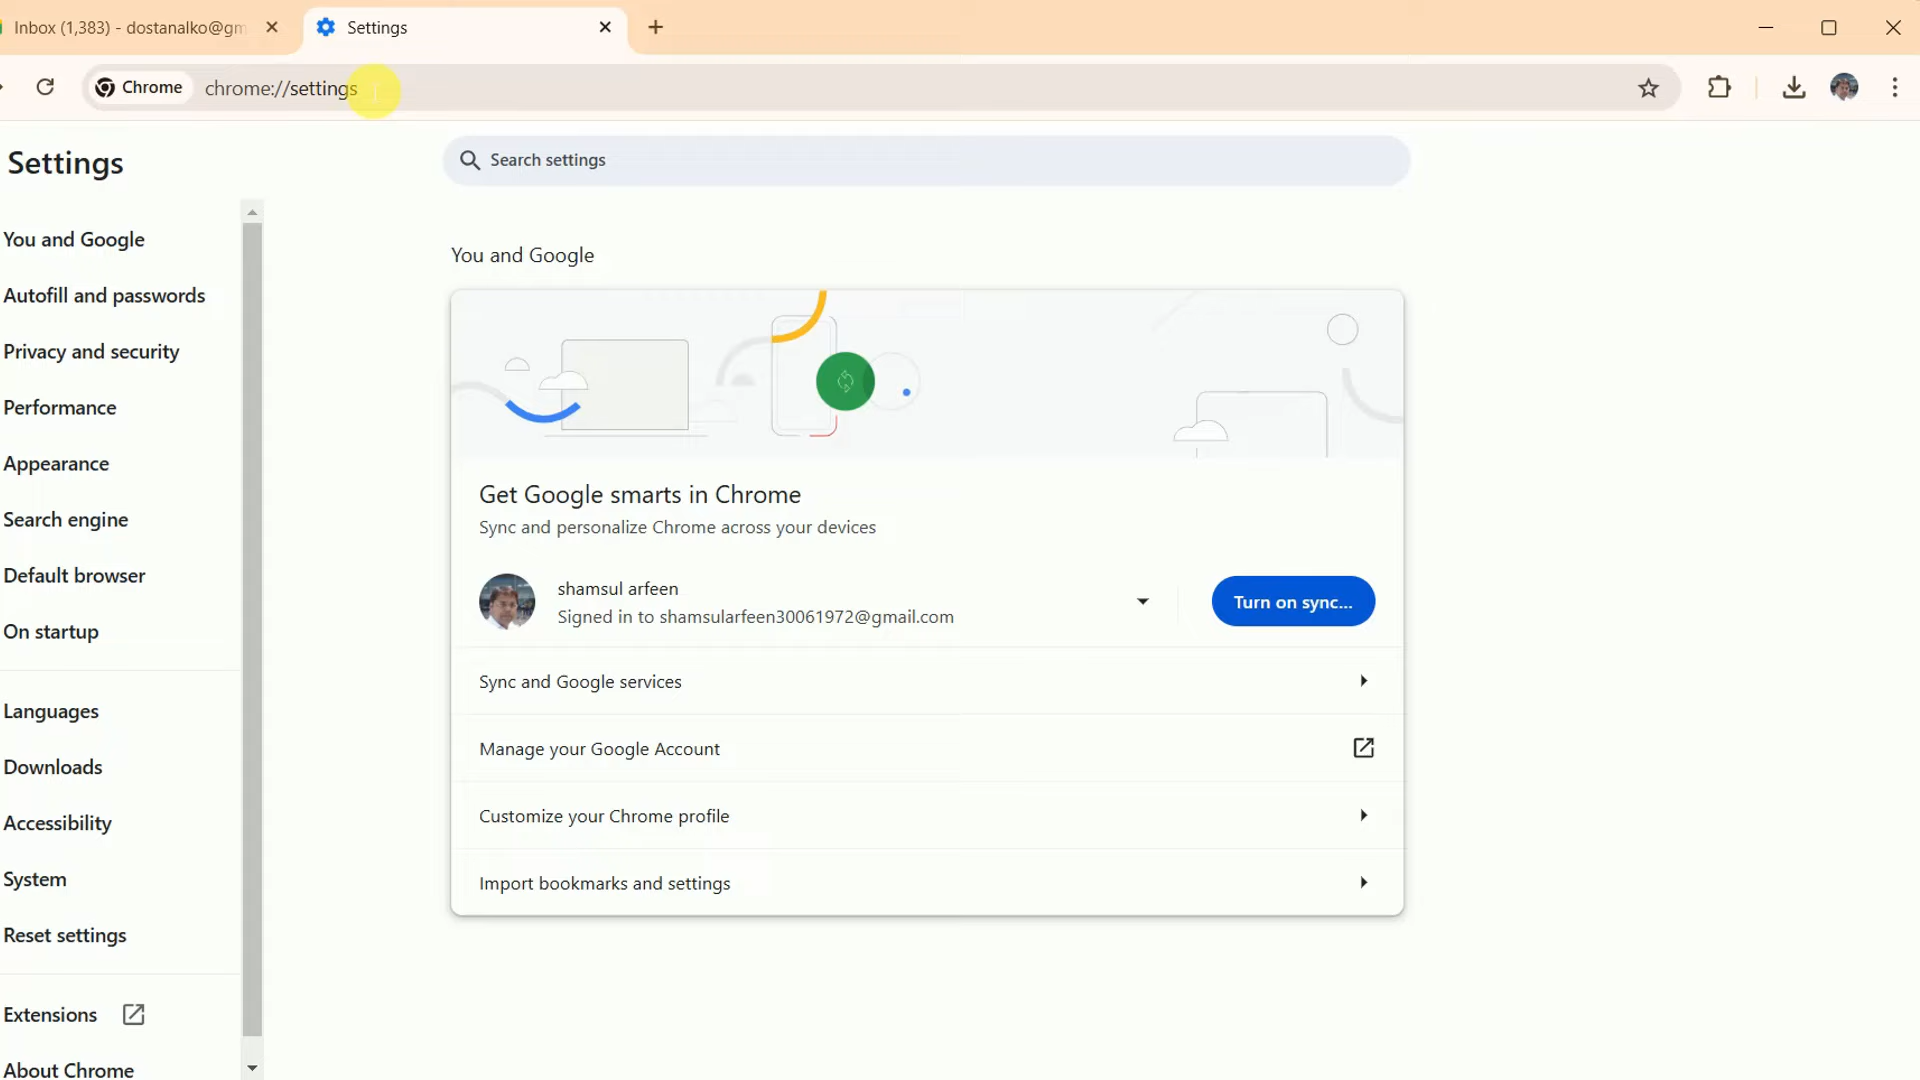 Inbox (1,383) - dostanalko@gm
Settings
Chrome
chrome://settings
Settings
Search settings
You and Google
Autofill and passwords
Privacy and security
Performance
Appearance
Search engine
Default browser
On startup
Languages
Downloads
Accessibility
System
Reset settings
Extensions
About Chrome
You and Google
Get Google smarts in Chrome
Sync and personalize Chrome across your devices
shamsul arfeen
Signed in to shamsularfeen30061972@gmail.com
Turn on sync...
Sync and Google services
Manage your Google Account
Customize your Chrome profile
Import bookmarks and settings